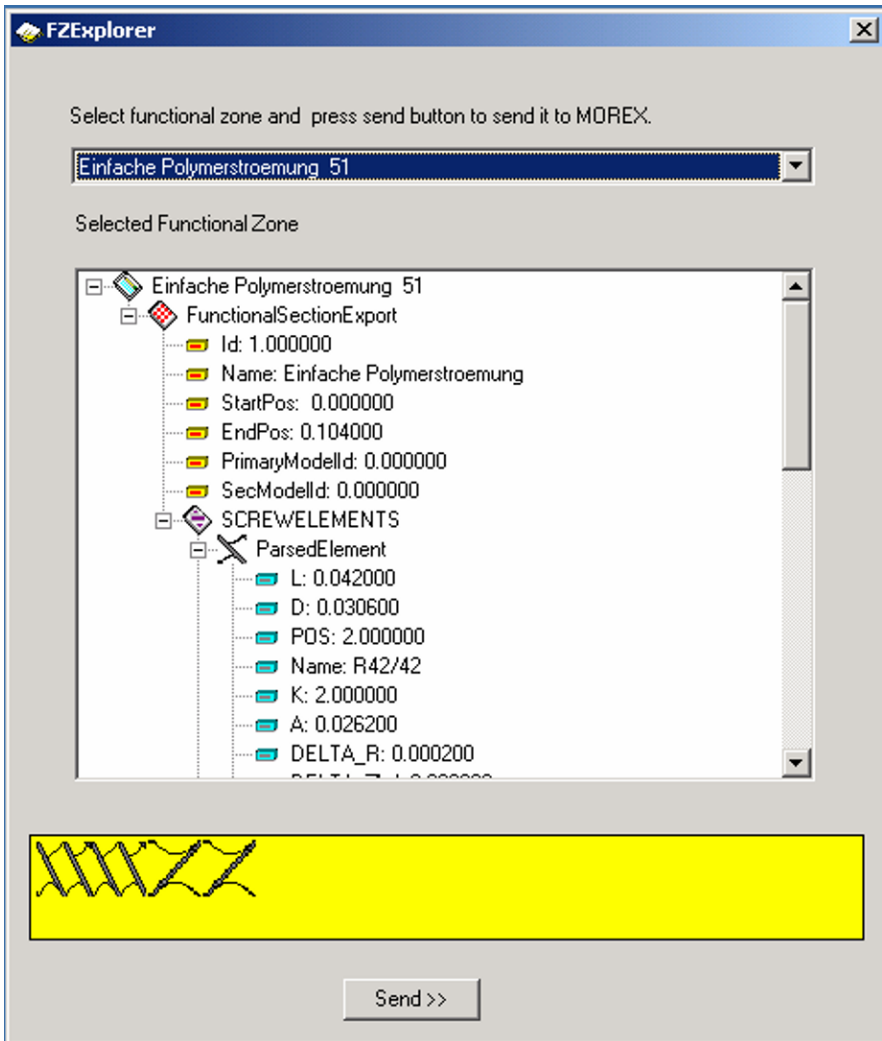 FZExplorer
Select functional zone and press send button to send it to MOREX.
Einfache Polymerstroemung 51
Selected Functional Zone
Einfache Polymerstroemung 51
FunctionalSectionExport
Id: 1.000000
Name: Einfache Polymerstroemung
StartPos: 0.000000
EndPos: 0.104000
PrimaryModelId: 0.000000
SecModelId: 0.000000
SCREWELEMENTS
ParsedElement
L: 0.042000
D: 0.030600
POS: 2.000000
Name: R42/42
K: 2.000000
A: 0.026200
DELTA_R: 0.000200
Send >>